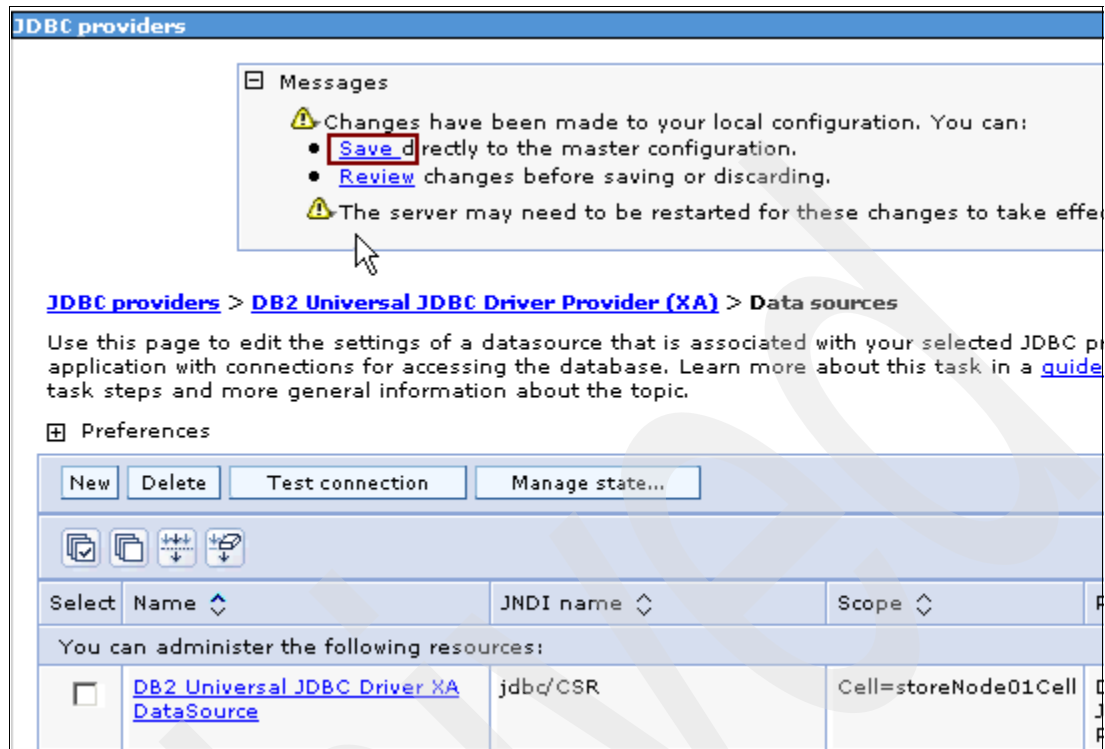 JDBC providers
Messages
Changes have been made to your local configuration. You can:
Save directly to the master configuration.
Review changes before saving or discarding.
The server may need to be restarted for these changes to take effe
JDBC providers > DB2 Universal JDBC Driver Provider (XA) > Data sources
Use this page to edit the settings of a datasource that is associated with your selected JDBC p
application with connections for accessing the database. Learn more about this task in a guide
task steps and more general information about the topic.
Preferences
New Delete Test connection Manage state...
Select Name JNDI name Scope
You can administer the following resources:
DB2 Universal JDBC Driver XA jdbc/CSR Cell=storeNode01Cell
DataSource